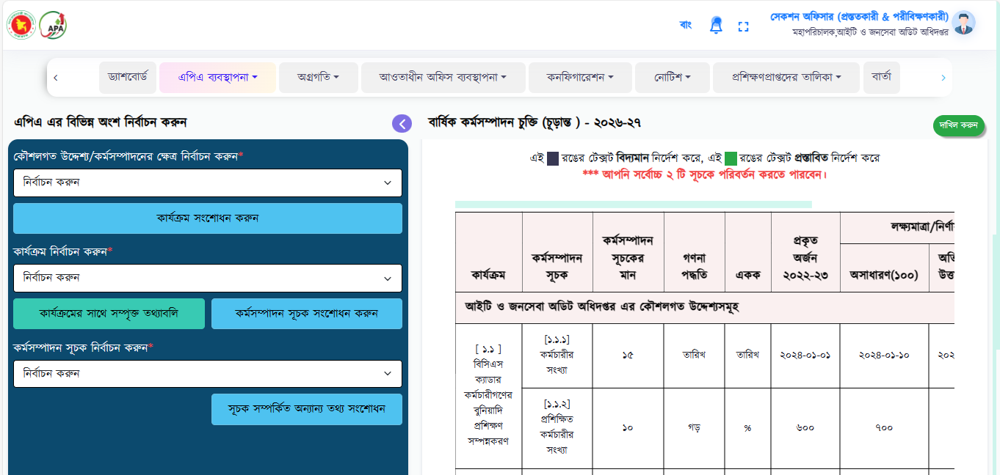 APA
বাং
সেকশন অফিসার (প্রস্ততকারী & পরীবিক্ষণকারী)
মহাপরিচালক,আইটি ও জনসেবা অডিট অধিদপ্তর
ড্যাশবোর্ড এপিএ ব্যবস্থাপনা অগ্রগতি আওতাধীন অফিস ব্যবস্থাপনা কনফিগারেশন নোটিশ প্রশিক্ষণপ্রাপ্তদের তালিকা বার্তা
এপিএ এর বিভিন্ন অংশ নির্বাচন করুন
কৌশলগত উদ্দেশ্য/কর্মসম্পাদনের ক্ষেত্র নির্বাচন করুন*
নির্বাচন করুন
কার্যক্রম সংশোধন করুন
কার্যক্রম নির্বাচন করুন*
নির্বাচন করুন
কার্যক্রমের সাথে সম্পৃক্ত তথ্যাবলি কর্মসম্পাদন সূচক সংশোধন করুন
কর্মসম্পাদন সূচক নির্বাচন করুন*
নির্বাচন করুন
সূচক সম্পর্কিত অন্যান্য তথ্য সংশোধন
বার্ষিক কর্মসম্পাদন চুক্তি (চূড়ান্ত ) - ২০২৬-২৭
দাখিল করুন
এই রঙের টেক্সট বিদ্যমান নির্দেশ করে, এই রঙের টেক্সট প্রস্তাবিত নির্দেশ করে
*** আপনি সর্বোচ্চ ২ টি সূচকে পরিবর্তন করতে পারবেন।
কার্যক্রম
কর্মসম্পাদন
সূচক
কর্মসম্পাদন
সূচকের
মান
গণনা
পদ্ধতি
একক
প্রকৃত
অর্জন
২০২২-২৩
লক্ষ্যমাত্রা/নির্ণা
অসাধারণ(১০০)
অতি
উত্ত
আইটি ও জনসেবা অডিট অধিদপ্তর এর কৌশলগত উদ্দেশ্যসমূহ
[ ১.১ ]
বিসিএস
ক্যাডার
কর্মচারীগণের
বুনিয়াদি
প্রশিক্ষণ
সম্পন্নকরণ
[১.১.১]
কর্মচারীর
সংখ্যা
১৫ তারিখ তারিখ ২০২৪-০১-০১ ২০২৪-০১-১০ ২০২
[১.১.২]
প্রশিক্ষিত
কর্মচারীর
সংখ্যা
১০ গড় % ৬০০ ৭০০